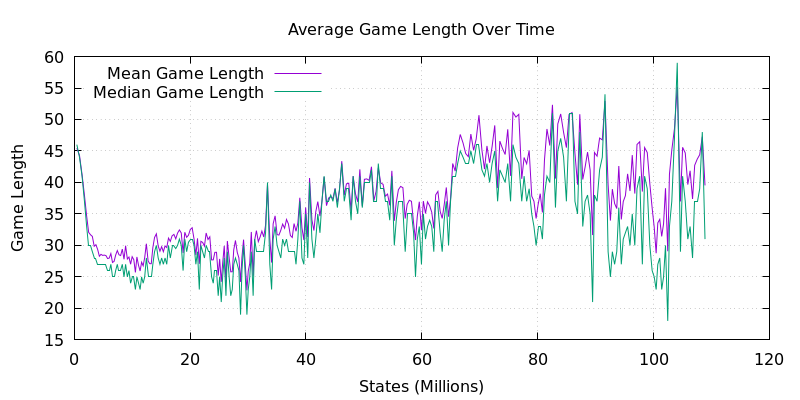 Average Game Length Over Time
Mean Game Length
Median Game Length
Game Length
60
55
50
45
40
35
30
25
20
15
0 20 40 60 80 100 120
States (Millions)